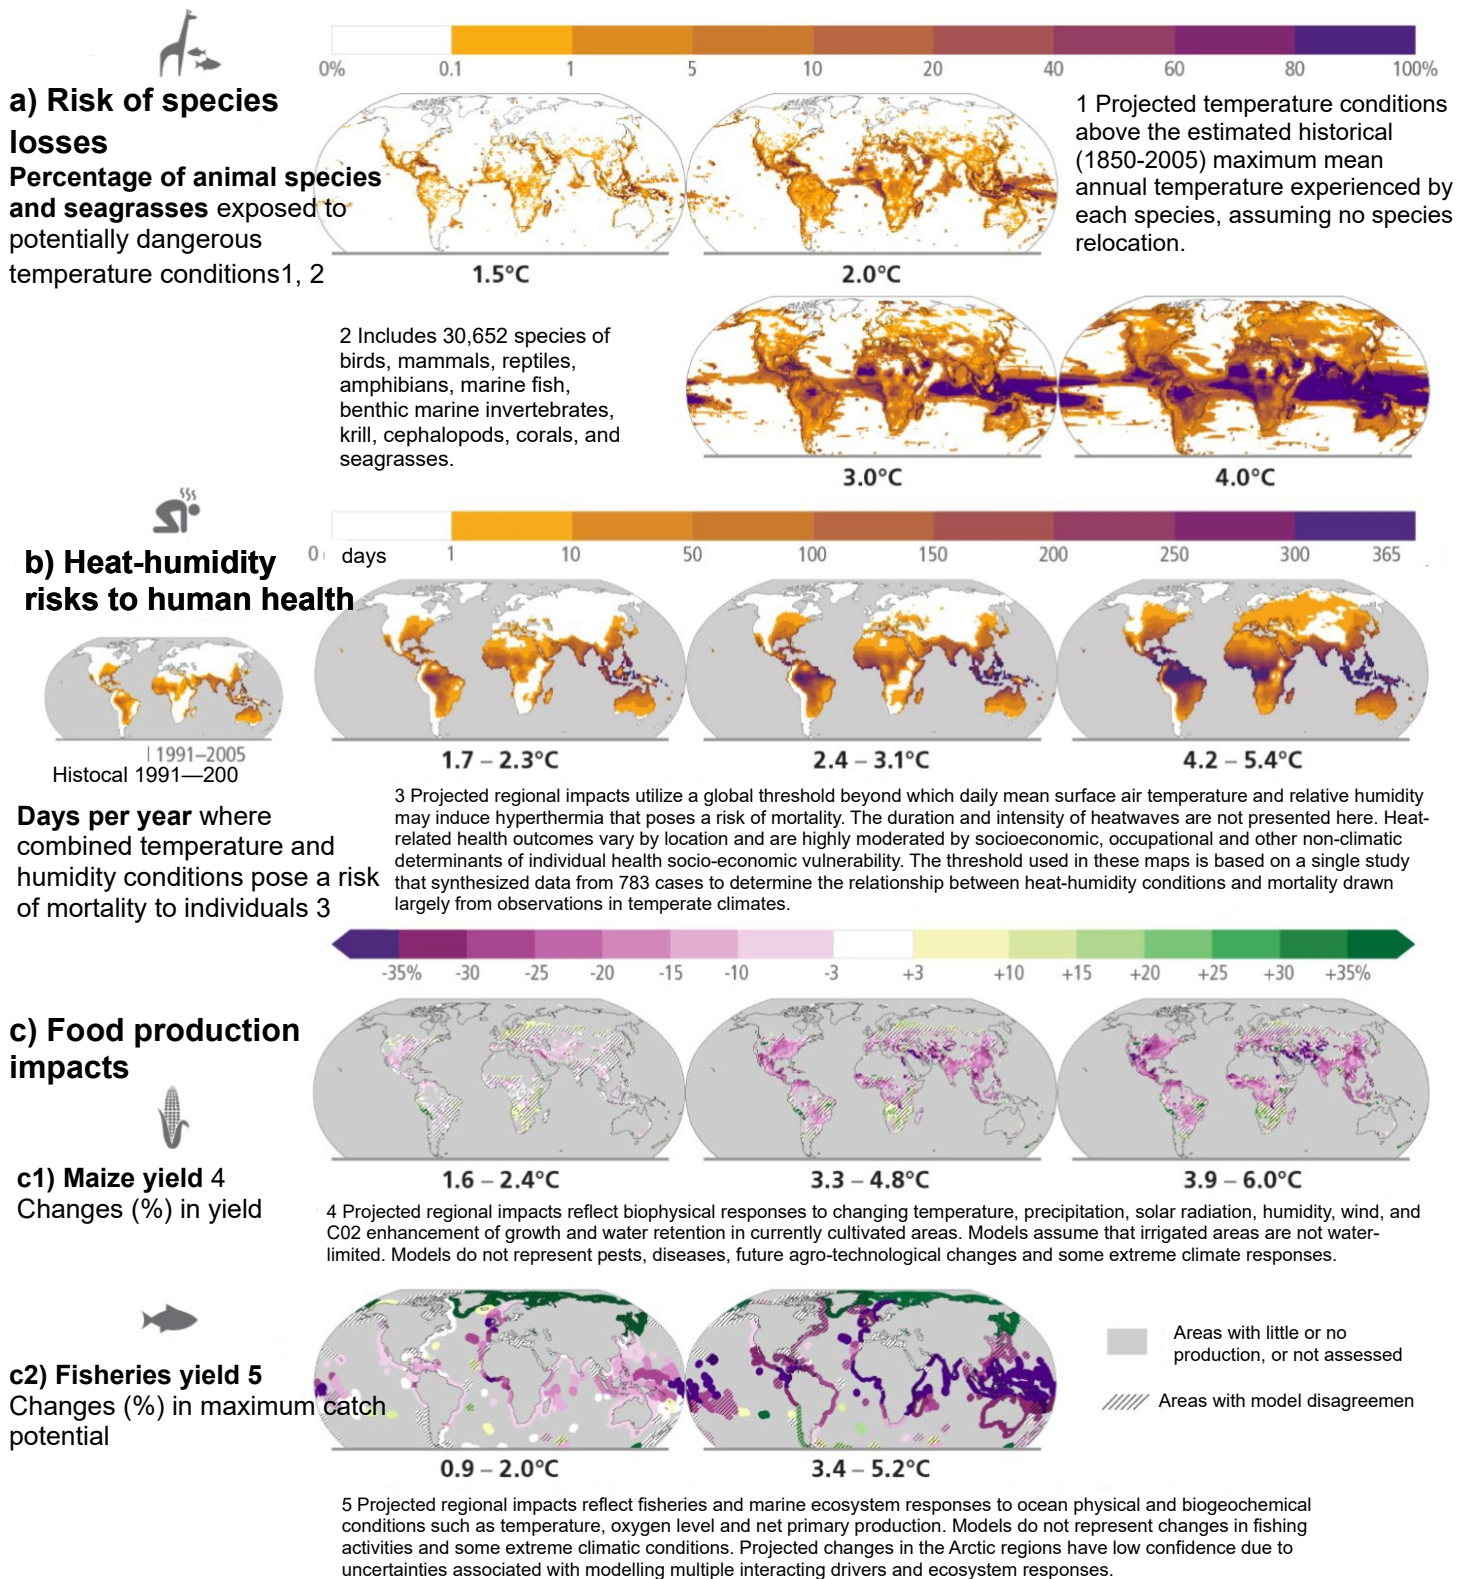 0% 0.1 1 5 10 20 40 60 80 100%
a) Risk of species
losses
Percentage of animal species
and seagrasses exposed to
potentially dangerous
temperature conditions1, 2
1.5°C
2.0°C
1 Projected temperature conditions
above the estimated historical
(1850-2005) maximum mean
annual temperature experienced by
each species, assuming no species
relocation.
2 Includes 30,652 species of
birds, mammals, reptiles,
amphibians, marine fish,
benthic marine invertebrates,
krill, cephalopods, corals, and
seagrasses.
3.0°C
4.0°C
0 days 1 10 50 100 150 200 250 300 365
b) Heat-humidity
risks to human health
1991–2005
Histocal 1991—200
1.7 – 2.3°C
2.4 – 3.1°C
4.2 – 5.4°C
Days per year where
combined temperature and
humidity conditions pose a risk
of mortality to individuals 3
3 Projected regional impacts utilize a global threshold beyond which daily mean surface air temperature and relative humidity
may induce hyperthermia that poses a risk of mortality. The duration and intensity of heatwaves are not presented here. Heat-
related health outcomes vary by location and are highly moderated by socioeconomic, occupational and other non-climatic
determinants of individual health socio-economic vulnerability. The threshold used in these maps is based on a single study
that synthesized data from 783 cases to determine the relationship between heat-humidity conditions and mortality drawn
largely from observations in temperate climates.
-35% -30 -25 -20 -15 -10 -3 +3 +10 +15 +20 +25 +30 +35%
c) Food production
impacts
c1) Maize yield 4
Changes (%) in yield
1.6 – 2.4°C
3.3 – 4.8°C
3.9 – 6.0°C
4 Projected regional impacts reflect biophysical responses to changing temperature, precipitation, solar radiation, humidity, wind, and
C02 enhancement of growth and water retention in currently cultivated areas. Models assume that irrigated areas are not water-
limited. Models do not represent pests, diseases, future agro-technological changes and some extreme climate responses.
c2) Fisheries yield 5
Changes (%) in maximum catch
potential
0.9 – 2.0°C
3.4 – 5.2°C
Areas with little or no
production, or not assessed
Areas with model disagreemen
5 Projected regional impacts reflect fisheries and marine ecosystem responses to ocean physical and biogeochemical
conditions such as temperature, oxygen level and net primary production. Models do not represent changes in fishing
activities and some extreme climatic conditions. Projected changes in the Arctic regions have low confidence due to
uncertainties associated with modelling multiple interacting drivers and ecosystem responses.